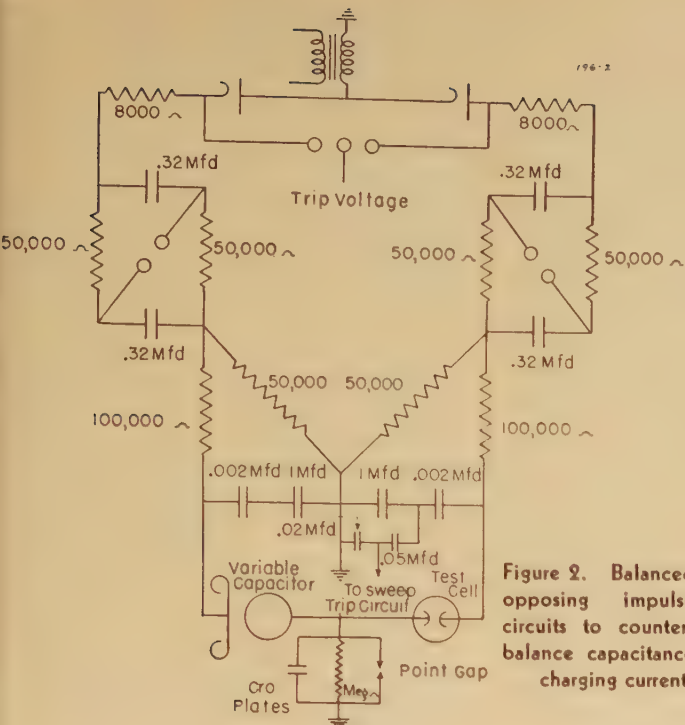 196-2
8000 ~
8000 ~
.32 Mfd
.32 Mfd
Trip Voltage
50,000 ~
50,000 ~
50,000 ~
50,000 ~
.32 Mfd
.32 Mfd
50,000
50,000
100,000 ~
100,000 ~
.002 Mfd
1 Mfd
1 Mfd
.002 Mfd
.02 Mfd
.05 Mfd
Variable
Capacitor
To sweep
Trip Circuit
Test
Cell
Cro
Plates
Meg ~
Point Gap
Figure 2. Balanced
opposing impuls
circuits to counter
balance capacitance
charging current